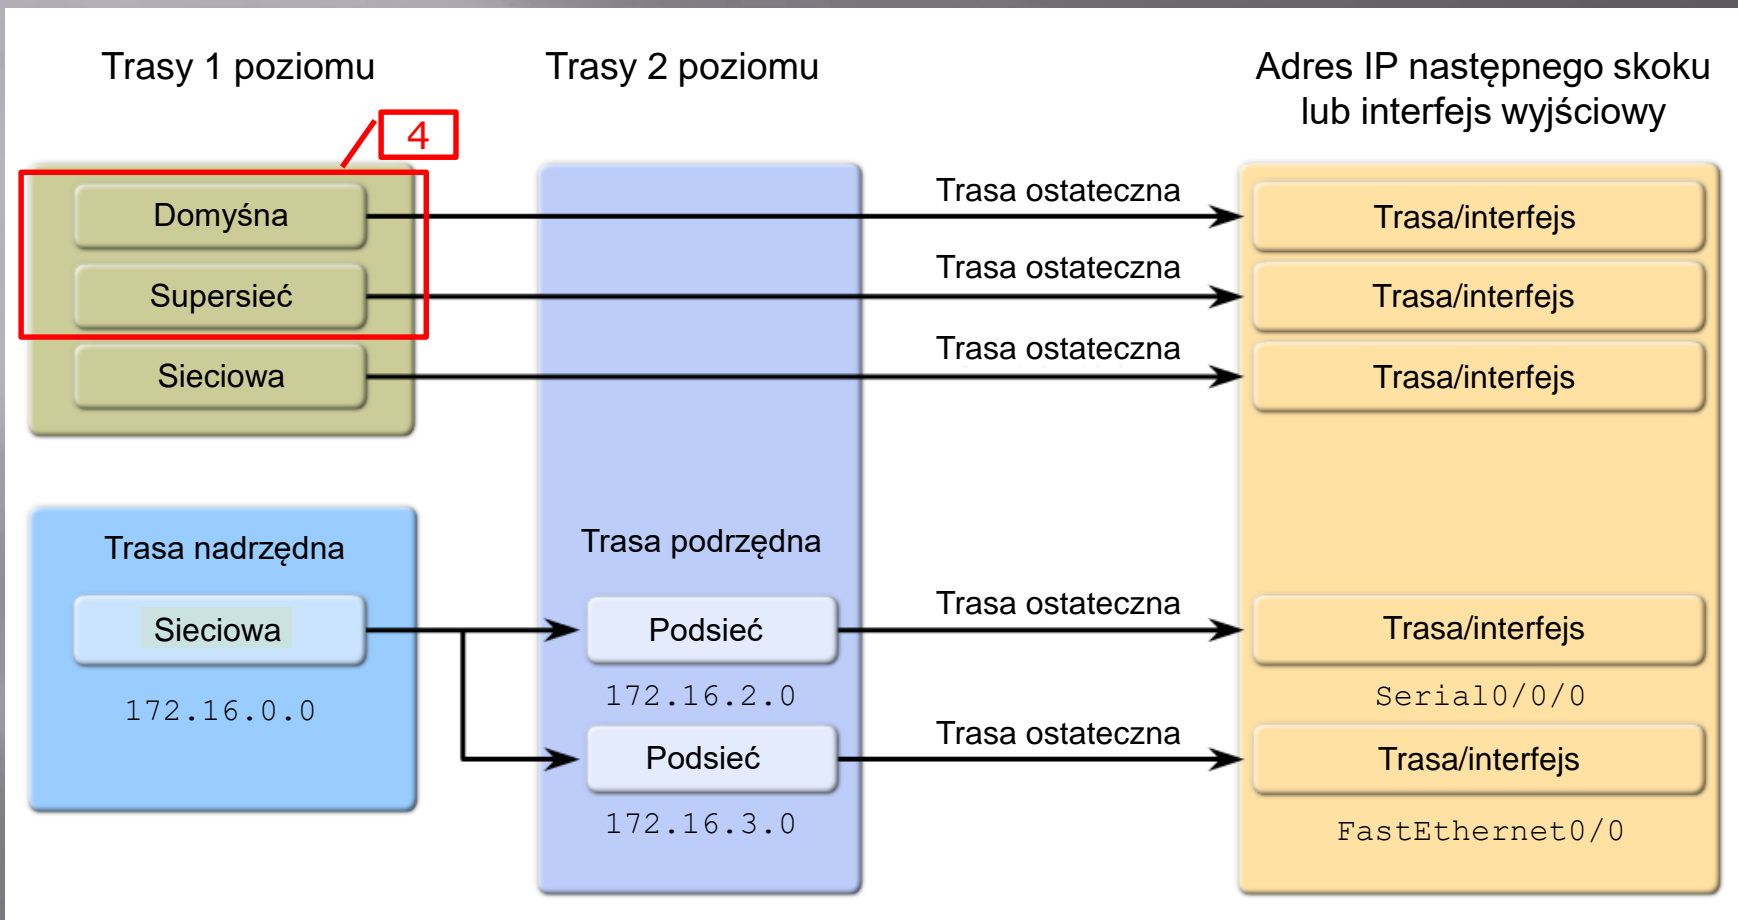 Trasy 1 poziomu
Trasy 2 poziomu
Adres IP następnego skoku
lub interfejs wyjściowy
4
Domyśna
Trasa ostateczna
Trasa/interfejs
Supersieć
Trasa ostateczna
Trasa/interfejs
Sieciowa
Trasa ostateczna
Trasa/interfejs
Trasa nadrzędna
Trasa podrzędna
Sieciowa
172.16.0.0
Podsieć
172.16.2.0
Trasa ostateczna
Trasa/interfejs
Serial0/0/0
Podsieć
172.16.3.0
Trasa ostateczna
Trasa/interfejs
FastEthernet0/0